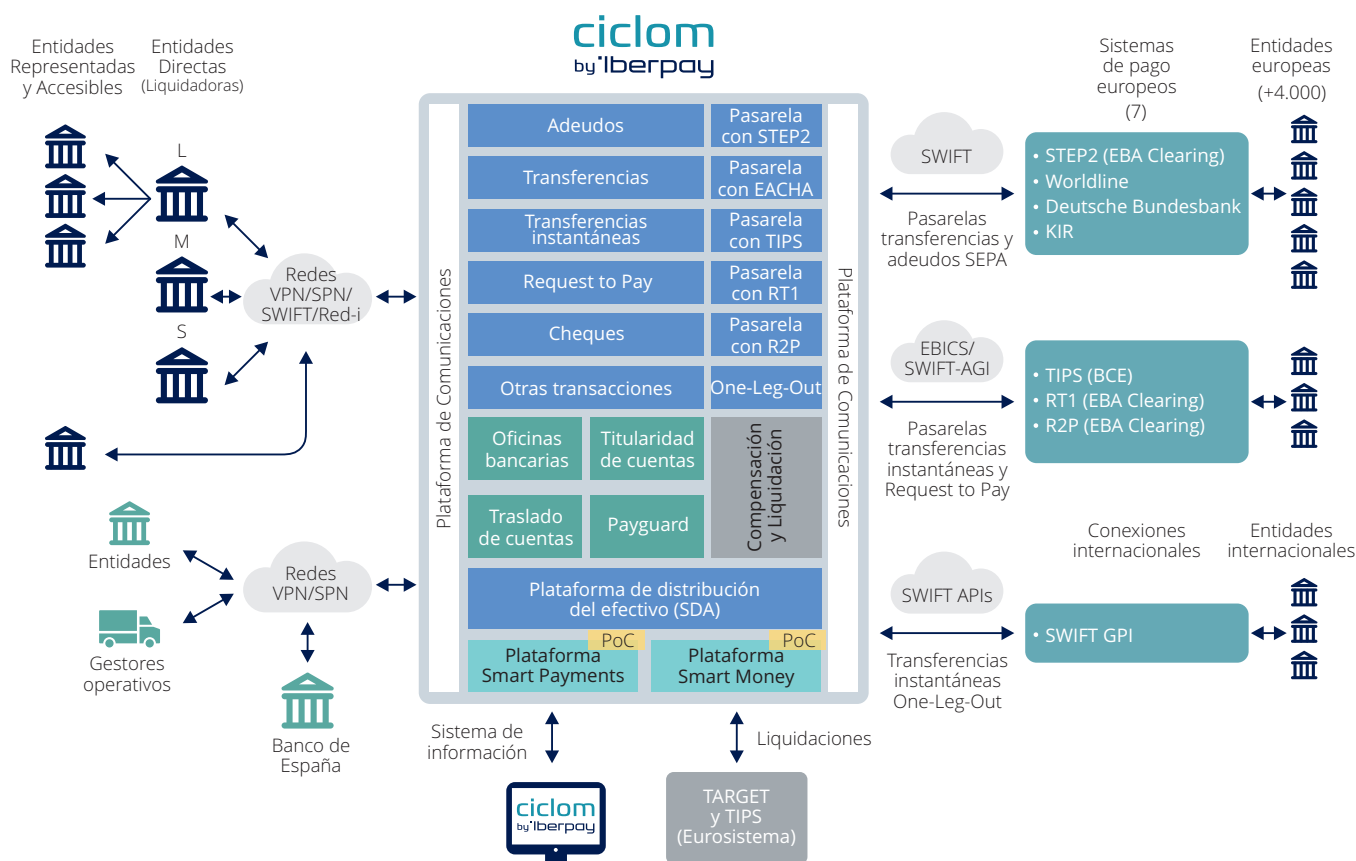 ciclom
by Iberpay
Entidades
Representadas
y Accesibles
Entidades
Directas
(Liquidadoras)
L
M
S
Redes
VPN/SPN/
SWIFT/Red-i
Entidades
Gestores
operativos
Redes
VPN/SPN
Banco de
España
Plataforma de Comunicaciones
Adeudos
Pasarela
con STEP2
Transferencias
Pasarela
con EACHA
Transferencias
instantáneas
Pasarela
con TIPS
Request to Pay
Pasarela
con RT1
Cheques
Pasarela
con R2P
Otras transacciones
One-Leg-Out
Oficinas
bancarias
Titularidad
de cuentas
Traslado
de cuentas
Payguard
Compensación
y Liquidación
Plataforma de distribución
del efectivo (SDA)
PoC
Plataforma
Smart Payments
PoC
Plataforma
Smart Money
Plataforma de Comunicaciones
Sistema de
información
ciclom
by Iberpay
Liquidaciones
TARGET
y TIPS
(Eurosistema)
Sistemas
de pago
europeos
(7)
Entidades
europeas
(+4.000)
SWIFT
Pasarelas
transferencias y
adeudos SEPA
• STEP2 (EBA Clearing)
• Worldline
• Deutsche Bundesbank
• KIR
EBICS/
SWIFT-AGI
Pasarelas
transferencias
instantáneas y
Request to Pay
• TIPS (BCE)
• RT1 (EBA Clearing)
• R2P (EBA Clearing)
Conexiones
internacionales
Entidades
internacionales
SWIFT APIs
Transferencias
instantáneas
One-Leg-Out
• SWIFT GPI